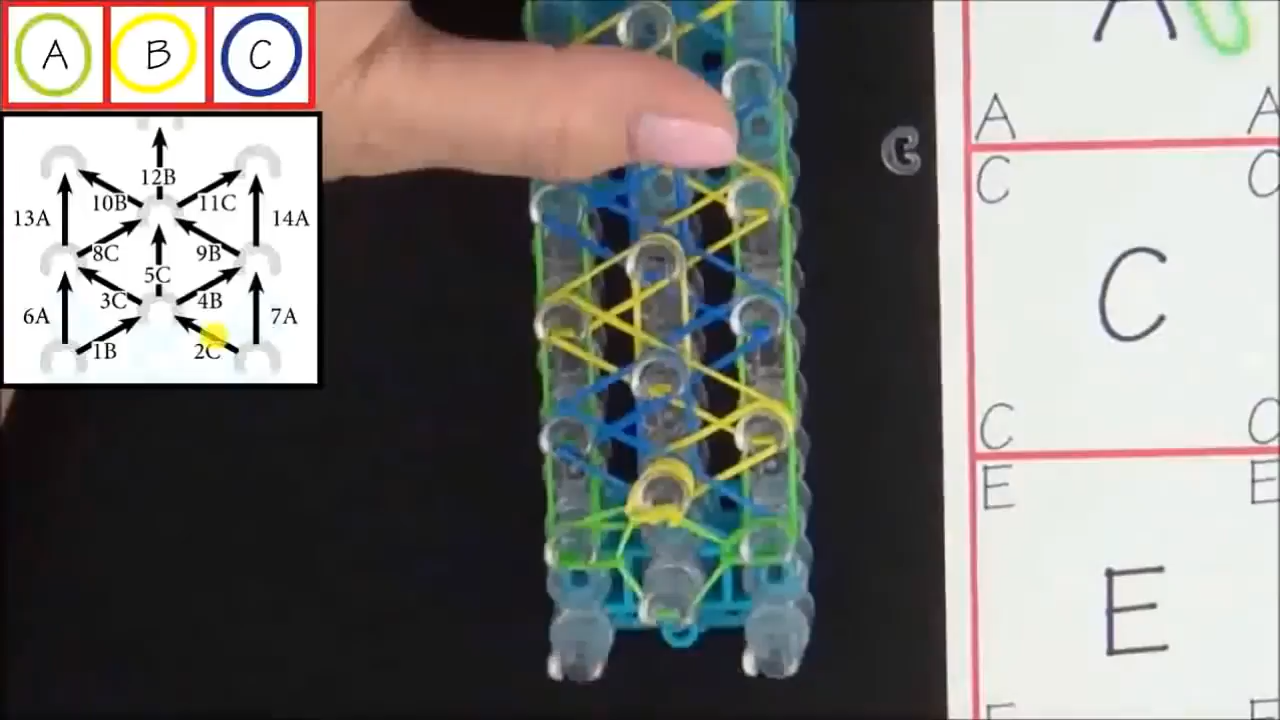 A B C
12B
10B 11C
13A 14A
8C 9B
5C
3C 4B
6A 7A
1B 2C
A
A A
C
C
C
E
E
E